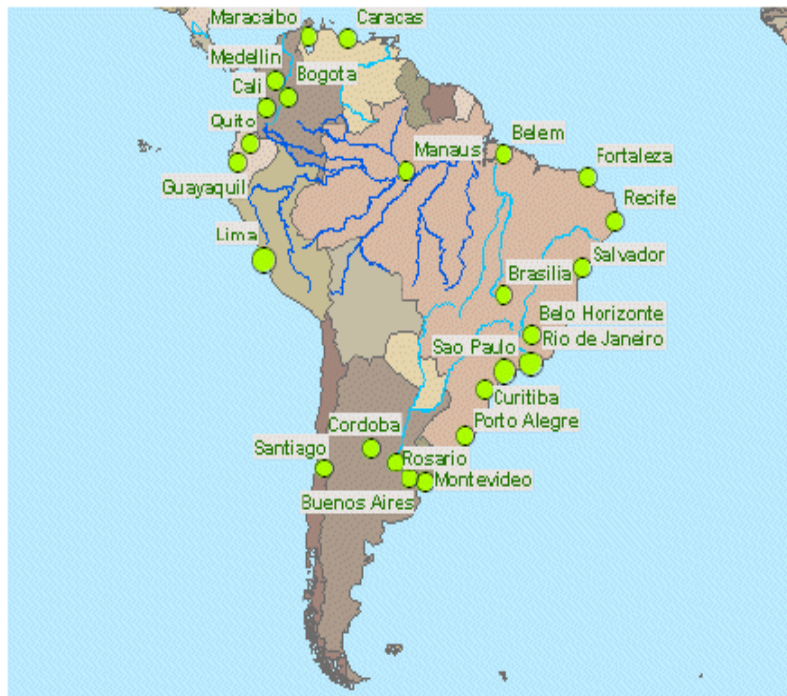 Maracaibo
Caracas
Medellin
Bogota
Cali
Quito
Manaus
Belem
Fortaleza
Guayaquil
Recife
Lima
Salvador
Brasilia
Belo Horizonte
Rio de Janeiro
Sao Paulo
Curitiba
Cordoba
Porto Alegre
Santiago
Rosario
Montevideo
Buenos Aires